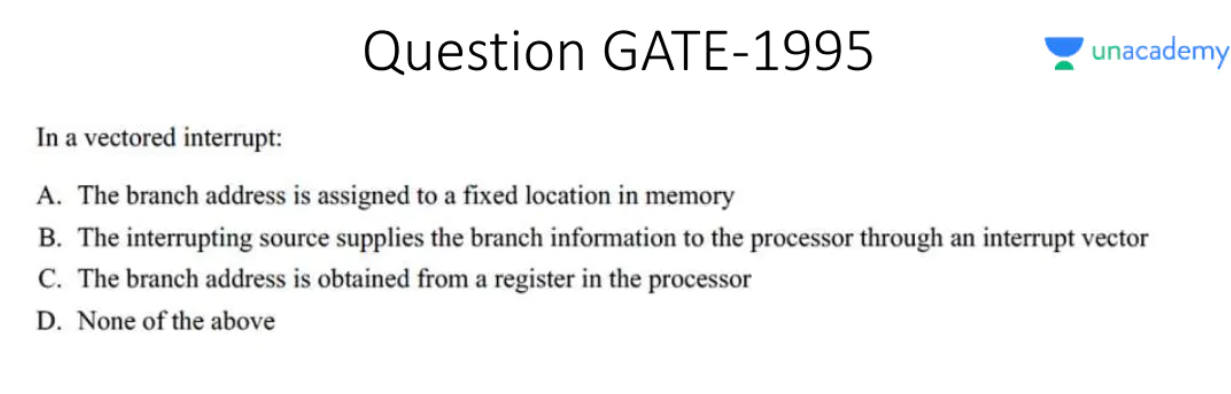 Question GATE-1995
unacademy
In a vectored interrupt:
A. The branch address is assigned to a fixed location in memory
B. The interrupting source supplies the branch information to the processor through an interrupt vector
C. The branch address is obtained from a register in the processor
D. None of the above